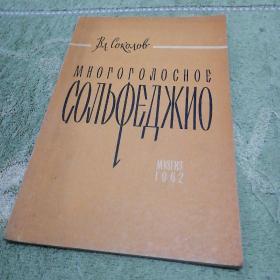 Вл Соколов
МНОГОГОЛОСНОЕ
СОЛЬФЕДЖИО
МУЗГИЗ
1962